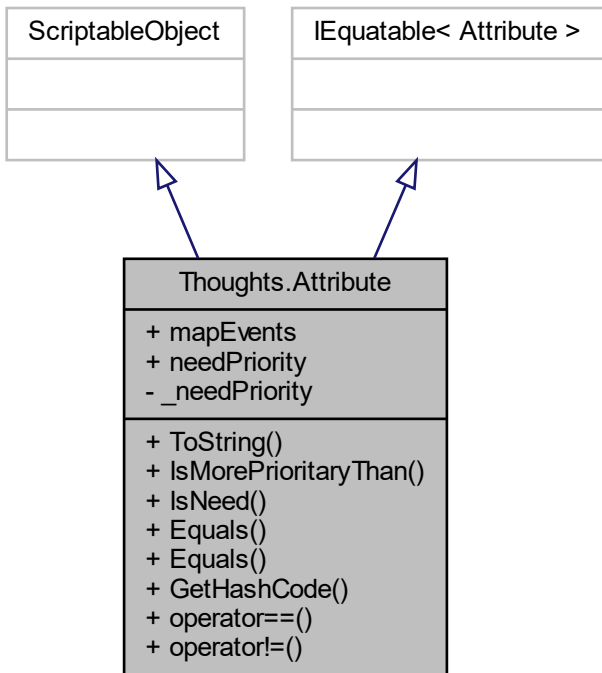 ScriptableObject
IEquatable< Attribute >
Thoughts.Attribute
+ mapEvents
+ needPriority
- _needPriority
+ ToString()
+ IsMorePrioritaryThan()
+ IsNeed()
+ Equals()
+ Equals()
+ GetHashCode()
+ operator==()
+ operator!=()